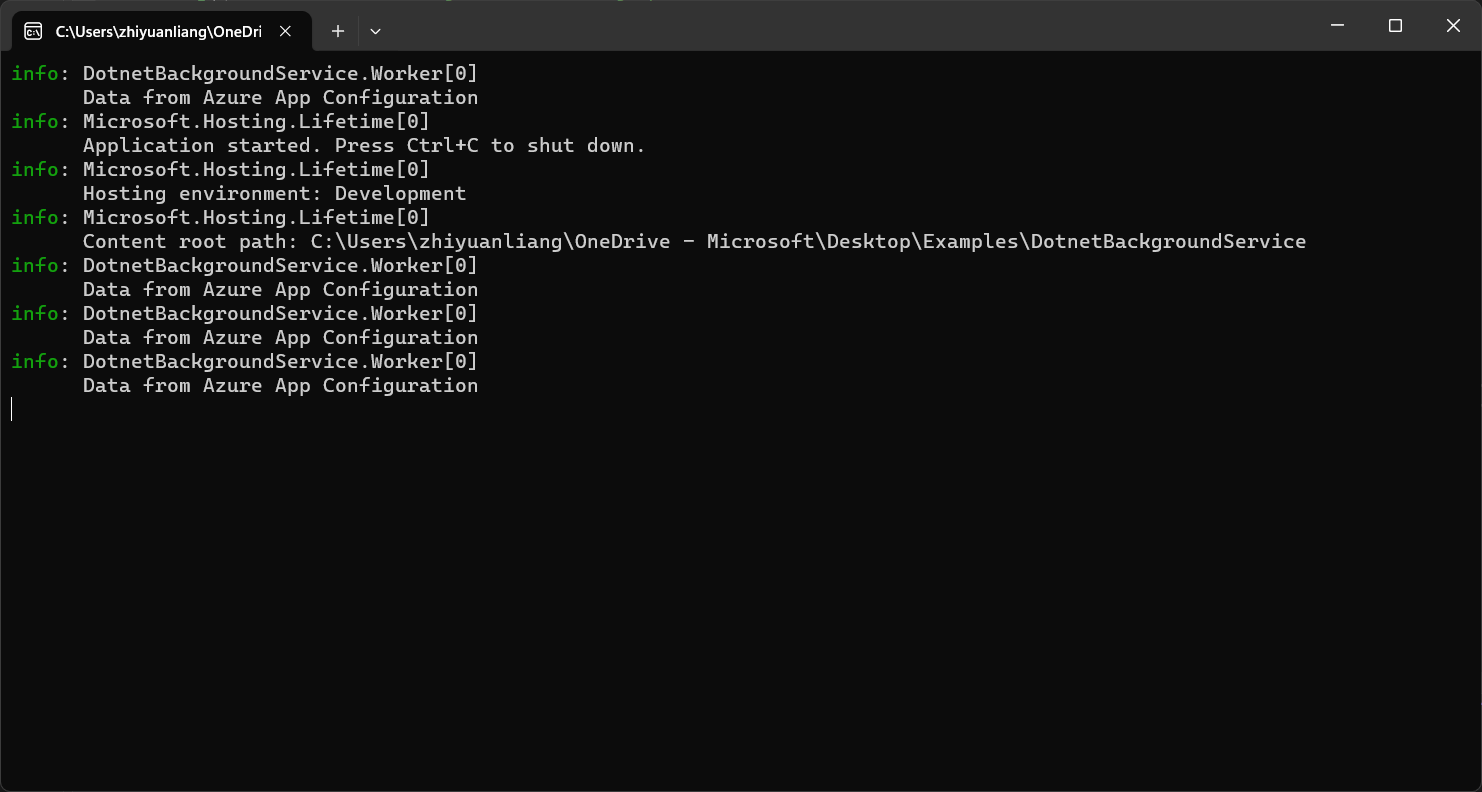 C:\Users\zhiyuanliang\OneDri
info: DotnetBackgroundService.Worker[0]
Data from Azure App Configuration
info: Microsoft.Hosting.Lifetime[0]
Application started. Press Ctrl+C to shut down.
info: Microsoft.Hosting.Lifetime[0]
Hosting environment: Development
info: Microsoft.Hosting.Lifetime[0]
Content root path: C:\Users\zhiyuanliang\OneDrive - Microsoft\Desktop\Examples\DotnetBackgroundService
info: DotnetBackgroundService.Worker[0]
Data from Azure App Configuration
info: DotnetBackgroundService.Worker[0]
Data from Azure App Configuration
info: DotnetBackgroundService.Worker[0]
Data from Azure App Configuration